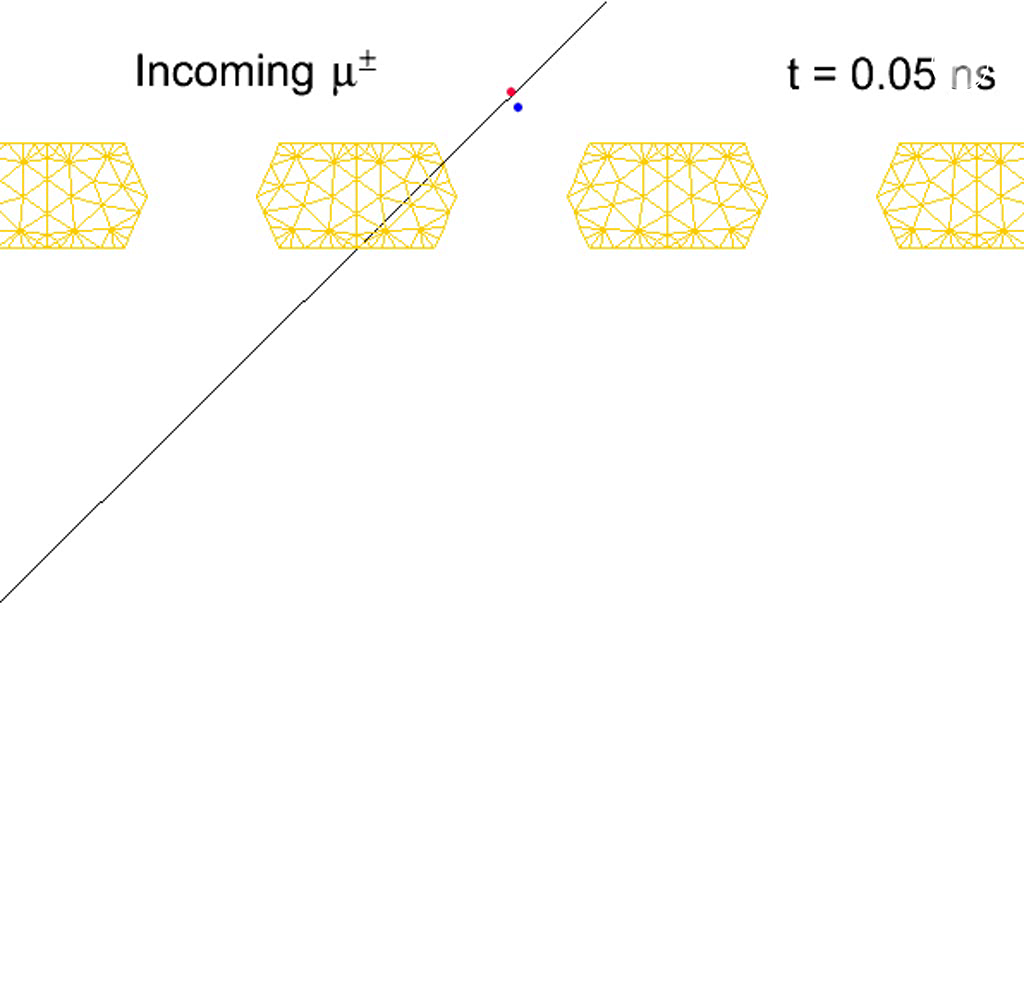 Incoming μ±
t = 0.05 ns